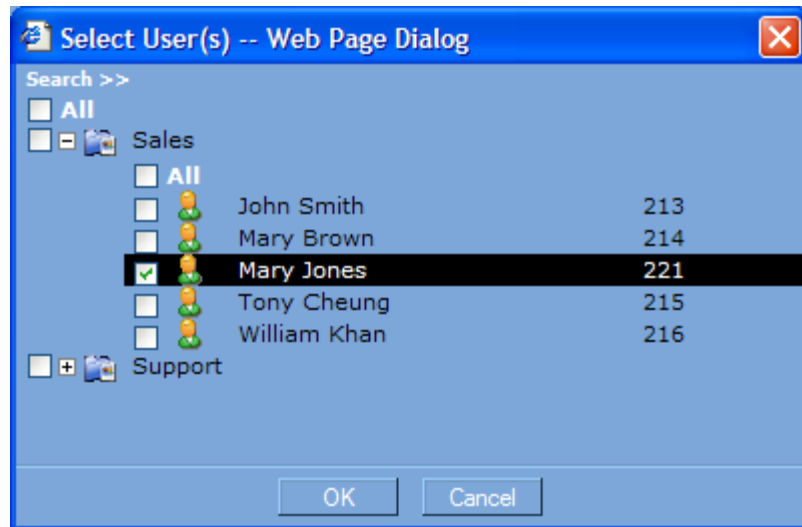 Select User(s) -- Web Page Dialog
Search >>
All
Sales
All
John Smith 213
Mary Brown 214
Mary Jones 221
Tony Cheung 215
William Khan 216
Support
OK Cancel